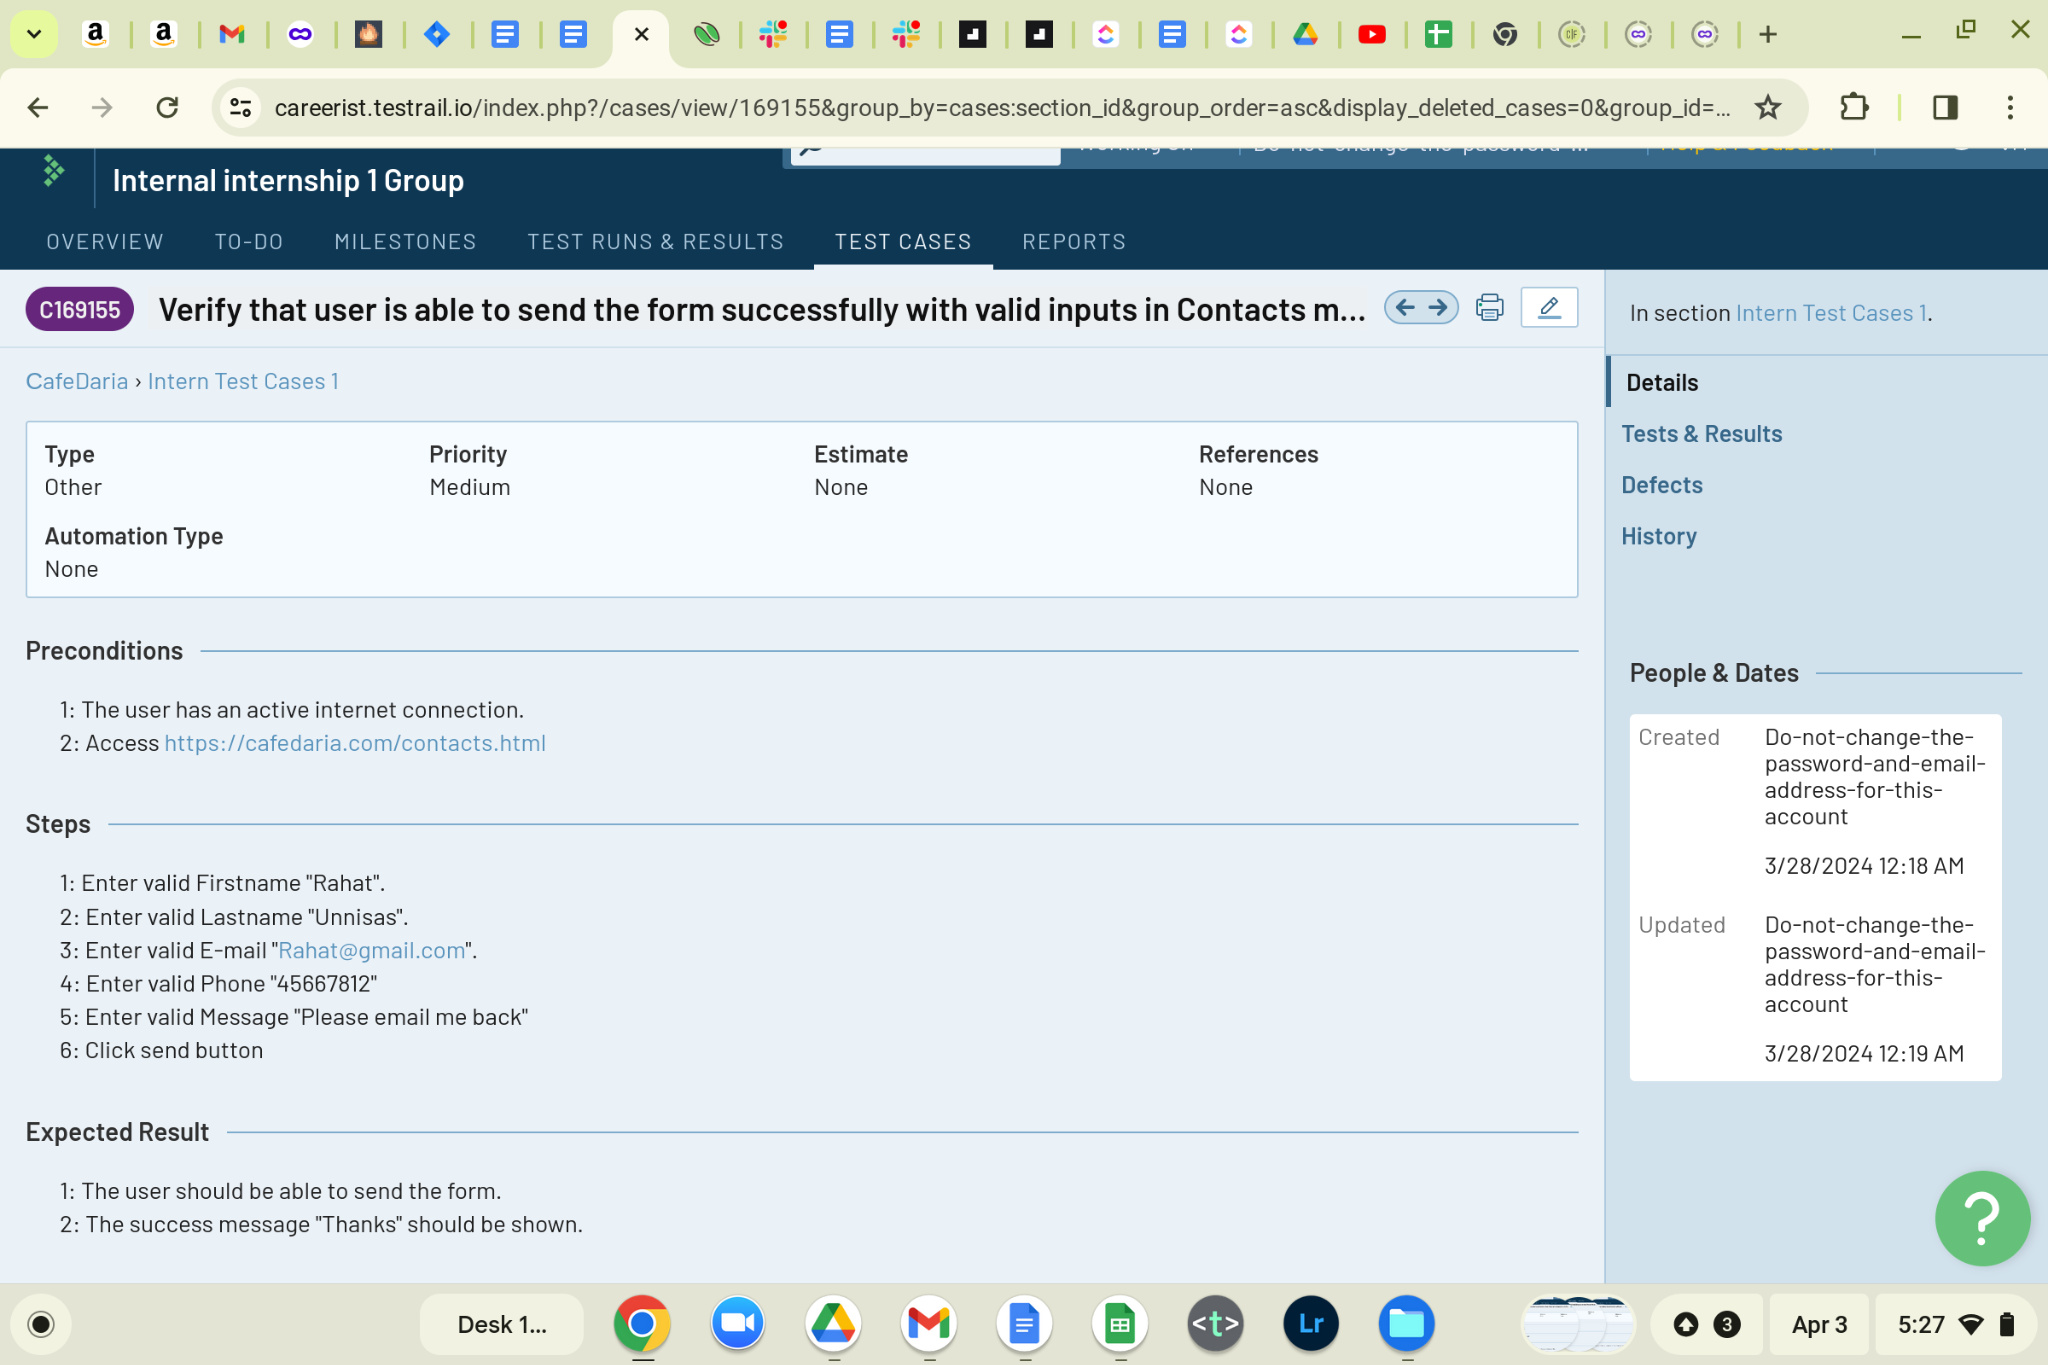 careerist.testrail.io/index.php?/cases/view/169155&group_by=cases:section_id&group_order=asc&display_deleted_cases=0&group_id=...
Internal internship 1 Group
OVERVIEW TO-DO MILESTONES TEST RUNS & RESULTS TEST CASES REPORTS
C169155 Verify that user is able to send the form successfully with valid inputs in Contacts m...
In section Intern Test Cases 1.
CafeDaria › Intern Test Cases 1
Type Priority Estimate References
Other Medium None None
Automation Type
None
Details
Tests & Results
Defects
History
Preconditions
1: The user has an active internet connection.
2: Access https://cafedaria.com/contacts.html
Steps
1: Enter valid Firstname "Rahat".
2: Enter valid Lastname "Unnisas".
3: Enter valid E-mail "Rahat@gmail.com".
4: Enter valid Phone "45667812"
5: Enter valid Message "Please email me back"
6: Click send button
Expected Result
1: The user should be able to send the form.
2: The success message "Thanks" should be shown.
People & Dates
Created Do-not-change-the-
password-and-email-
address-for-this-
account
3/28/2024 12:18 AM
Updated Do-not-change-the-
password-and-email-
address-for-this-
account
3/28/2024 12:19 AM
?
Desk 1...
<t>
Lr
3
Apr 3
5:27